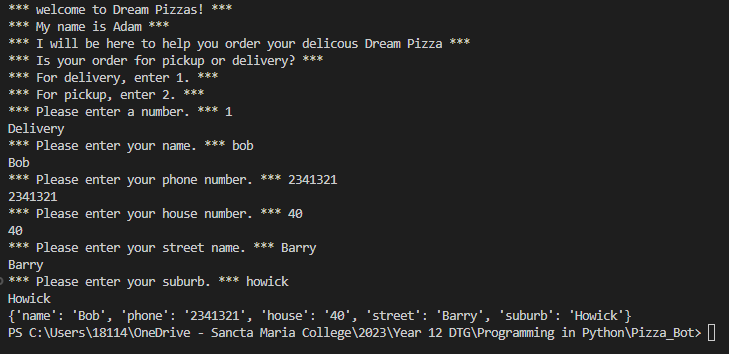 *** welcome to Dream Pizzas! ***
*** My name is Adam ***
*** I will be here to help you order your delicous Dream Pizza ***
*** Is your order for pickup or delivery? ***
*** For delivery, enter 1. ***
*** For pickup, enter 2. ***
*** Please enter a number. *** 1
Delivery
*** Please enter your name. *** bob
Bob
*** Please enter your phone number. *** 2341321
2341321
*** Please enter your house number. *** 40
40
*** Please enter your street name. *** Barry
Barry
*** Please enter your suburb. *** howick
Howick
{'name': 'Bob', 'phone': '2341321', 'house': '40', 'street': 'Barry', 'suburb': 'Howick'}
PS C:\Users\18114\OneDrive - Sancta Maria College\2023\Year 12 DTG\Programming in Python\Pizza_Bot>